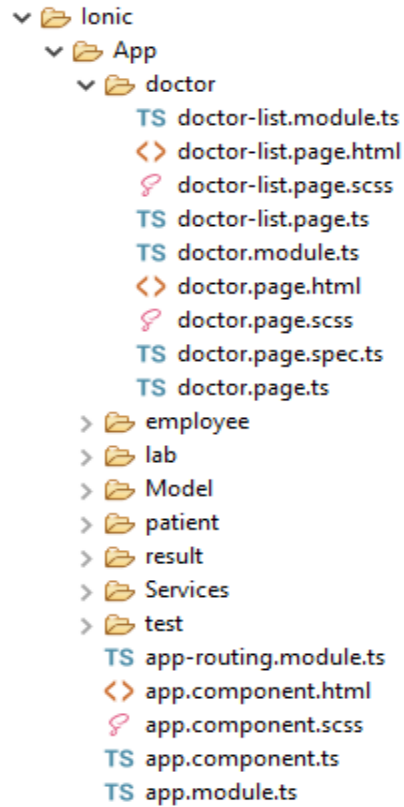 Ionic
App
doctor
TS doctor-list.module.ts
<> doctor-list.page.html
doctor-list.page.scss
TS doctor-list.page.ts
TS doctor.module.ts
<> doctor.page.html
doctor.page.scss
TS doctor.page.spec.ts
TS doctor.page.ts
employee
lab
Model
patient
result
Services
test
TS app-routing.module.ts
<> app.component.html
app.component.scss
TS app.component.ts
TS app.module.ts